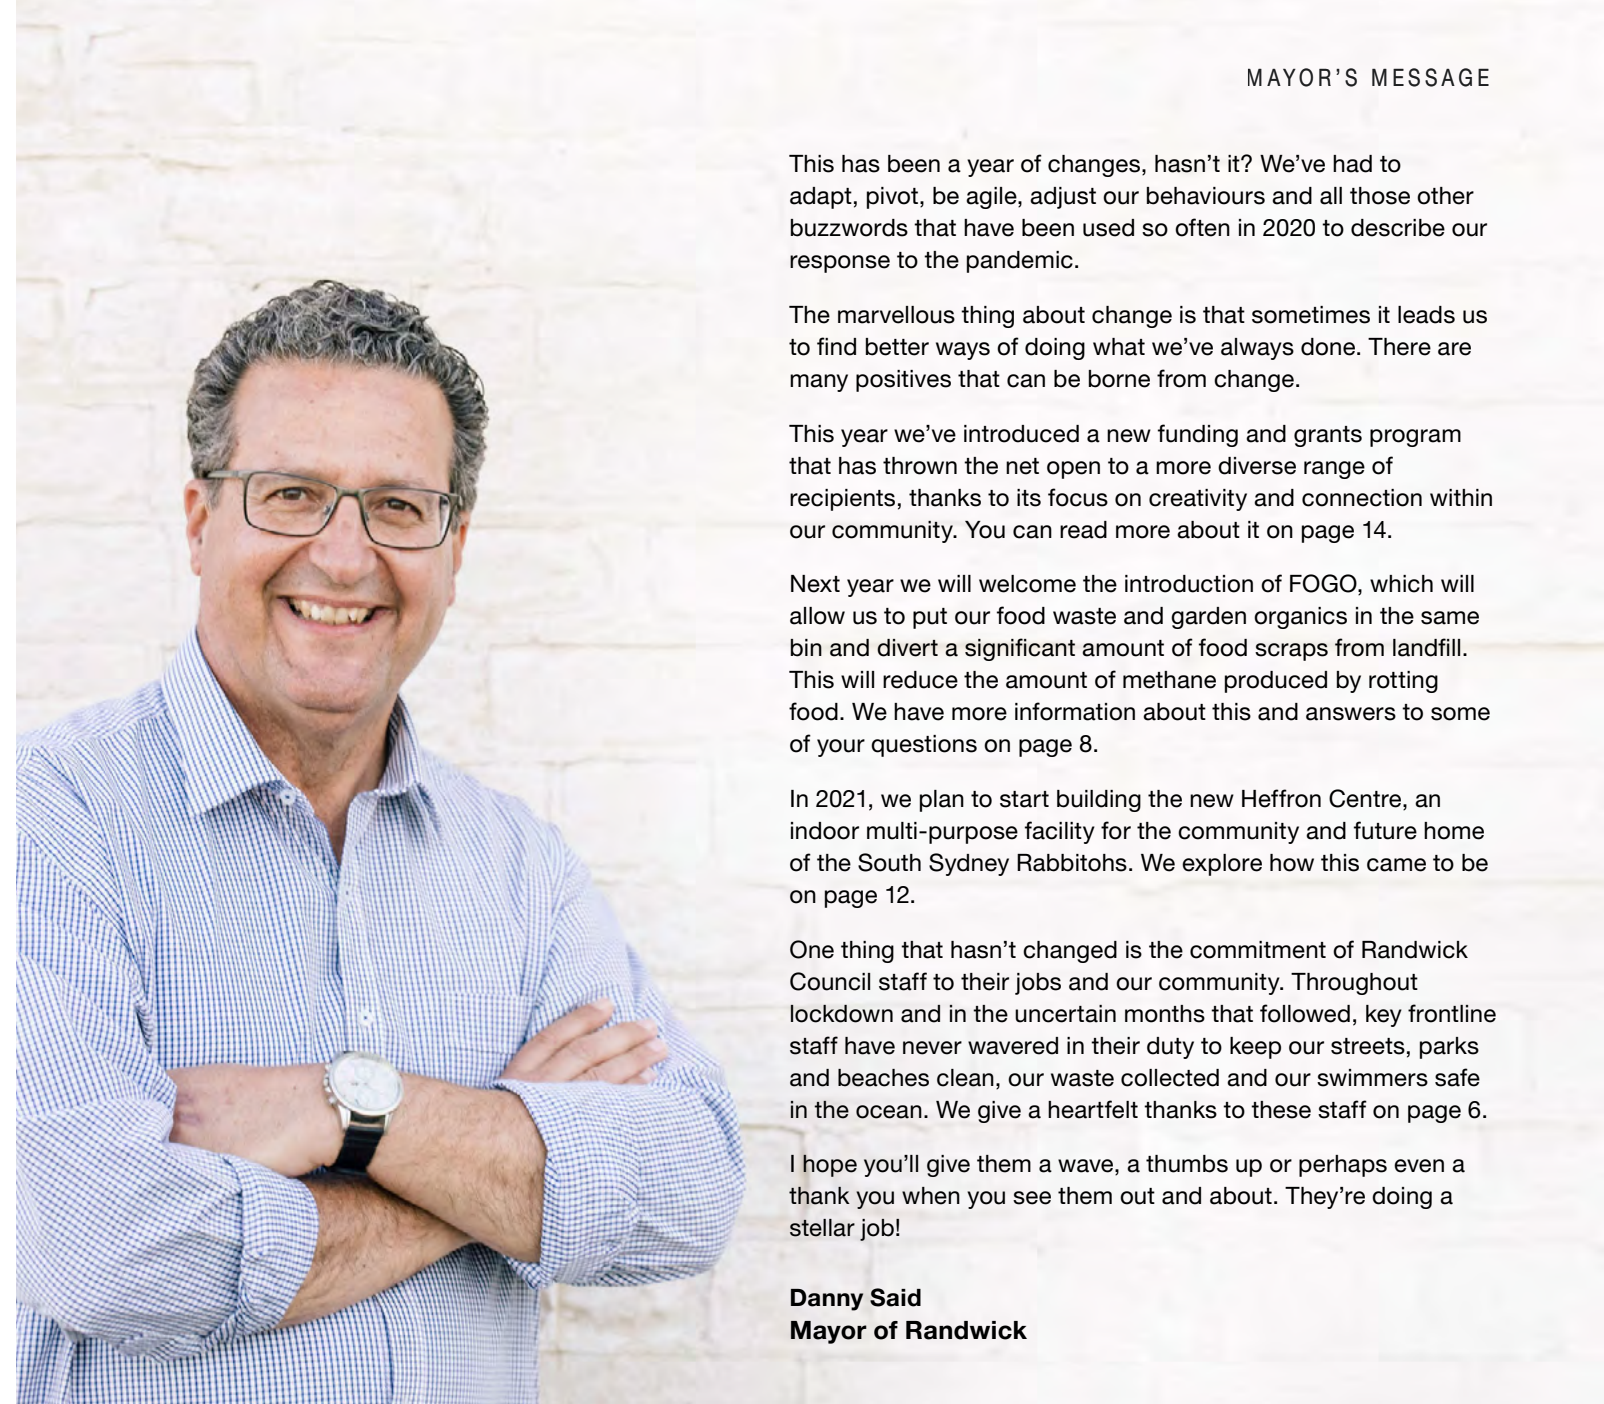 MAYOR’S MESSAGE
This has been a year of changes, hasn’t it? We’ve had to
adapt, pivot, be agile, adjust our behaviours and all those other
buzzwords that have been used so often in 2020 to describe our
response to the pandemic.
The marvellous thing about change is that sometimes it leads us
to find better ways of doing what we’ve always done. There are
many positives that can be borne from change.
This year we’ve introduced a new funding and grants program
that has thrown the net open to a more diverse range of
recipients, thanks to its focus on creativity and connection within
our community. You can read more about it on page 14.
Next year we will welcome the introduction of FOGO, which will
allow us to put our food waste and garden organics in the same
bin and divert a significant amount of food scraps from landfill.
This will reduce the amount of methane produced by rotting
food. We have more information about this and answers to some
of your questions on page 8.
In 2021, we plan to start building the new Heffron Centre, an
indoor multi-purpose facility for the community and future home
of the South Sydney Rabbitohs. We explore how this came to be
on page 12.
One thing that hasn’t changed is the commitment of Randwick
Council staff to their jobs and our community. Throughout
lockdown and in the uncertain months that followed, key frontline
staff have never wavered in their duty to keep our streets, parks
and beaches clean, our waste collected and our swimmers safe
in the ocean. We give a heartfelt thanks to these staff on page 6.
I hope you’ll give them a wave, a thumbs up or perhaps even a
thank you when you see them out and about. They’re doing a
stellar job!
Danny Said
Mayor of Randwick